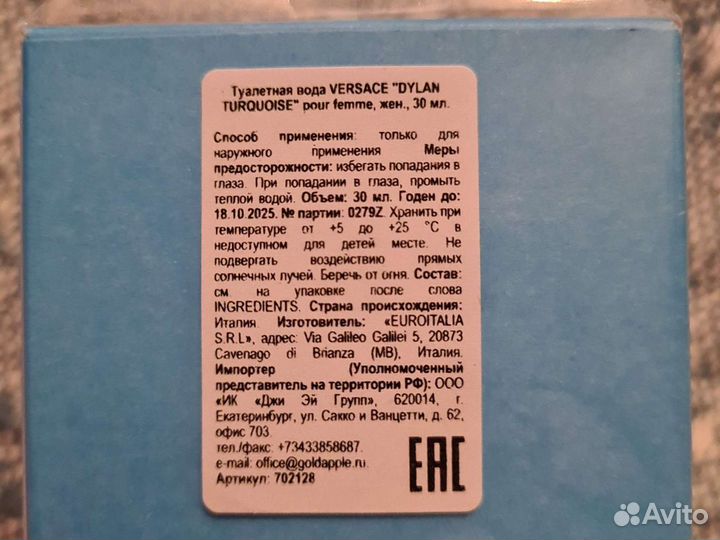 Туалетная вода VERSACE "DYLAN
TURQUOISE" pour femme, жен., 30 мл.
Способ применения: только для
наружного применения Меры
предосторожности: избегать попадания в
глаза. При попадании в глаза, промыть
теплой водой. Объем: 30 мл. Годен до:
18.10.2025. № партии: 0279Z. Хранить при
температуре от +5 до +25 °C в
недоступном для детей месте. Не
подвергать воздействию прямых
солнечных лучей. Беречь от огня. Состав:
см. на упаковке после слова
INGREDIENTS. Страна происхождения:
Италия. Изготовитель: «EUROITALIA
S.R.L», адрес: Via Galileo Galilei 5, 20873
Cavenago di Brianza (MB), Италия.
Импортер (Уполномоченный
представитель на территории РФ): ООО
«ИК «Джи Эй Групп», 620014, г.
Екатеринбург, ул. Сакко и Ванцетти, д. 62,
офис 703.
тел./факс: +73433858687.
e-mail: office@goldapple.ru
Артикул: 702128
EAC
Avito